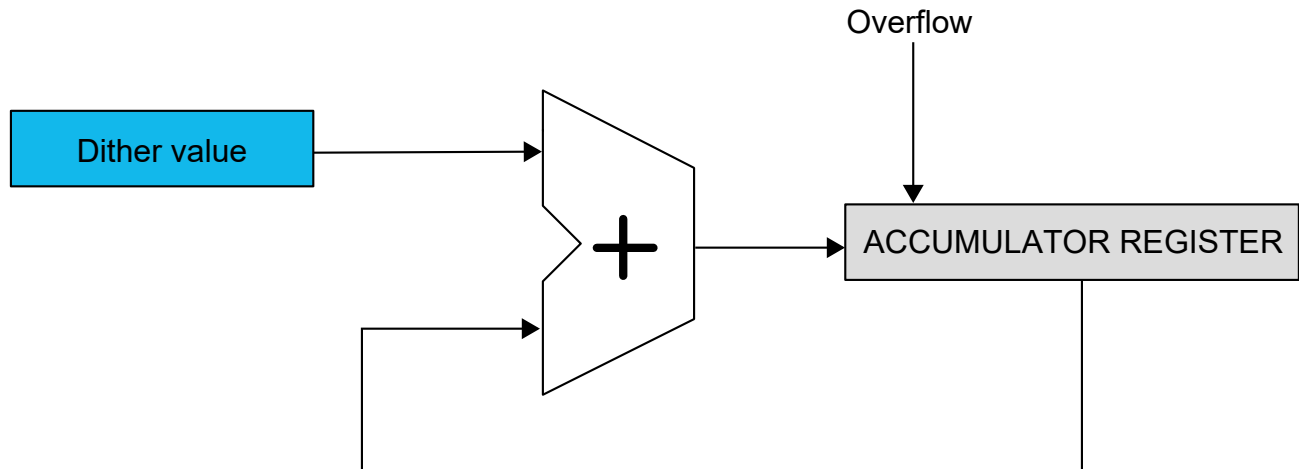 Overflow
Dither value
+
ACCUMULATOR REGISTER